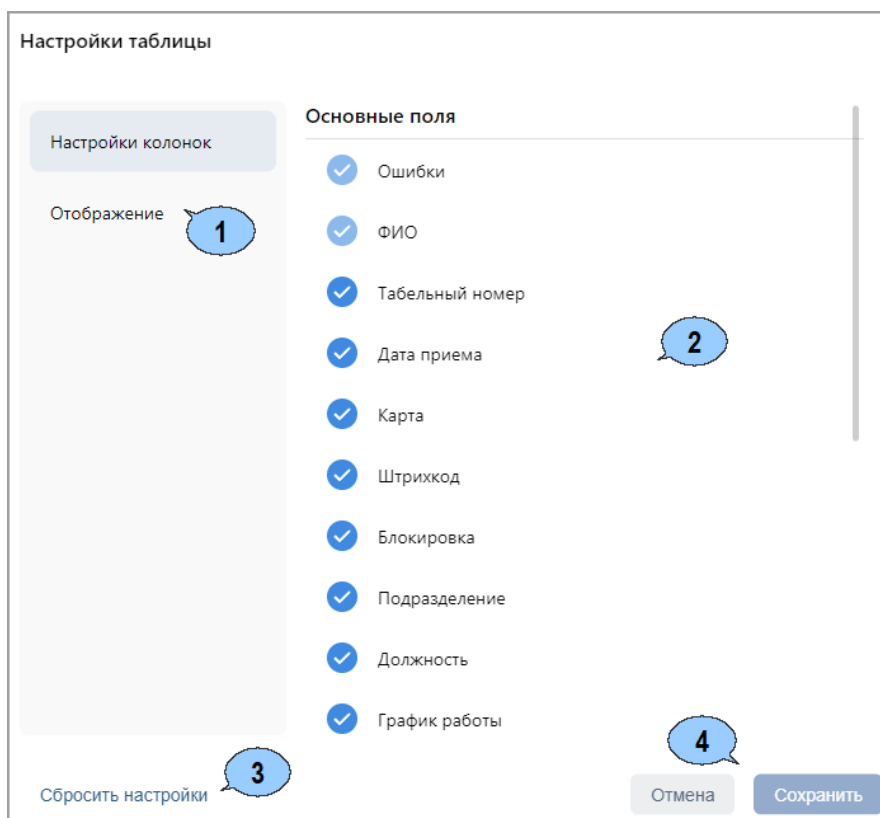 Настройки таблицы
Настройки колонок
Отображение
1
Основные поля
Ошибки
ФИО
Табельный номер
Дата приема
2
Карта
Штрихкод
Блокировка
Подразделение
Должность
График работы
3
4
Сбросить настройки
Отмена
Сохранить